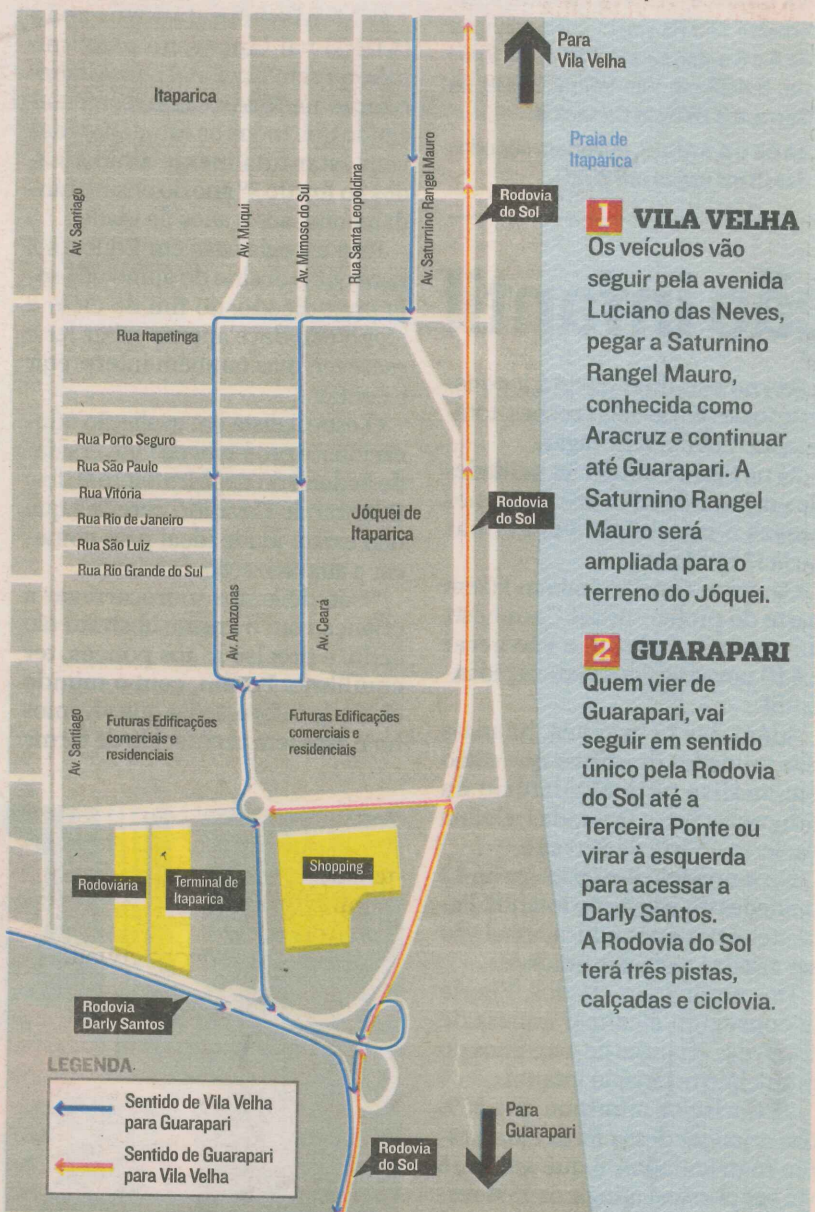 Para
Vila Velha
Itaparica
Praia de
Itaparica
Av. Santiago
Av. Muqui
Av. Mimoso do Sul
Rua Santa Leopoldina
Av. Saturnino Rangel Mauro
Rodovia
do Sol
1 VILA VELHA
Os veículos vão
seguir pela avenida
Luciano das Neves,
pegar a Saturnino
Rangel Mauro,
conhecida como
Aracruz e continuar
até Guarapari. A
Saturnino Rangel
Mauro será
ampliada para o
terreno do Jóquei.
Rua Itapetinga
Rua Porto Seguro
Rua São Paulo
Rua Vitória
Rua Rio de Janeiro
Rua São Luiz
Rua Rio Grande do Sul
Jóquei de
Itaparica
Rodovia
do Sol
Av. Amazonas
Av. Ceará
2 GUARAPARI
Quem vier de
Guarapari, vai
seguir em sentido
único pela Rodovia
do Sol até a
Terceira Ponte ou
virar à esquerda
para acessar a
Darly Santos.
A Rodovia do Sol
terá três pistas,
calçadas e ciclovia.
Av. Santiago
Futuras Edificações
comerciais e
residenciais
Futuras Edificações
comerciais e
residenciais
Rodoviária
Terminal de
Itaparica
Shopping
Rodovia
Darly Santos
LEGENDA
Sentido de Vila Velha
para Guarapari
Sentido de Guarapari
para Vila Velha
Rodovia
do Sol
Para
Guarapari